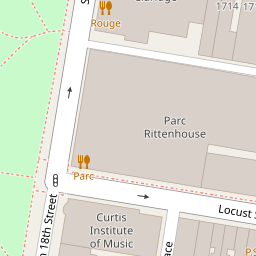 Rouge
1714
Parc
Rittenhouse
Parc
Locust
18th Street
Curtis
Institute
of Music